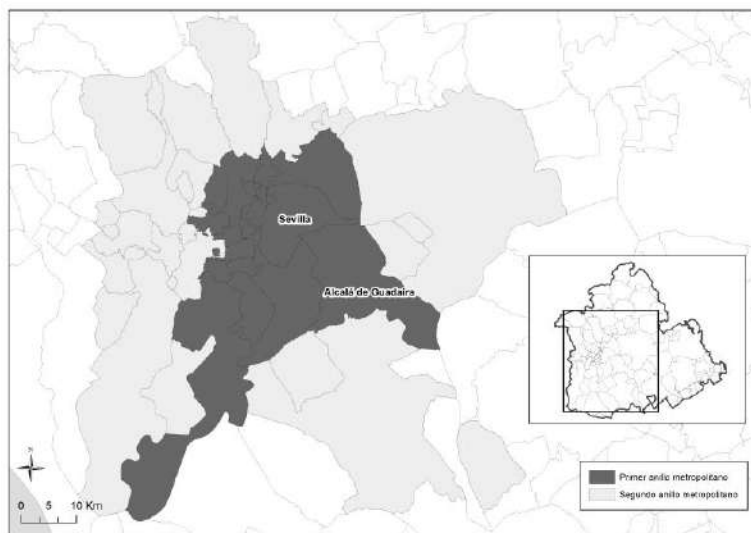 Sevilla
Alcalá de Guadaira
N
0 5 10 Km
Primer anillo metropolitano
Segundo anillo metropolitano